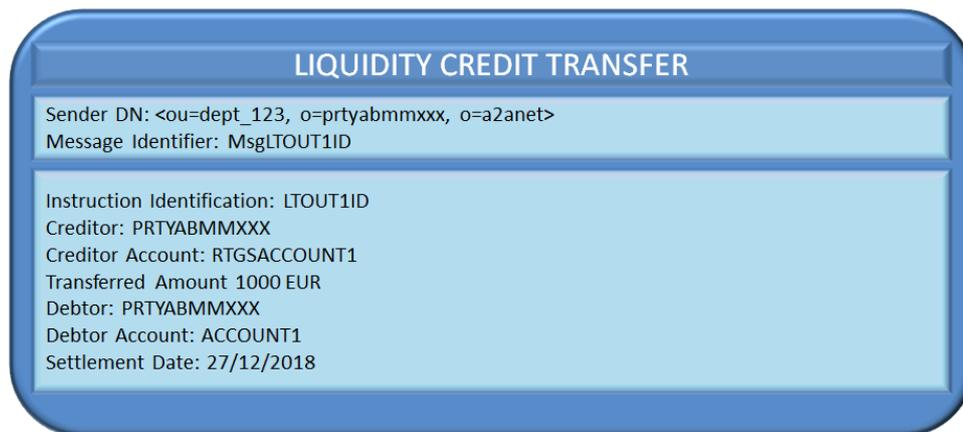 LIQUIDITY CREDIT TRANSFER
Sender DN: <ou=dept_123, o=prtyabmmxxx, o=a2anet>
Message Identifier: MsgLTOUT1ID
Instruction Identification: LTOUT1ID
Creditor: PRTYABMMXXX
Creditor Account: RTGSACCOUNT1
Transferred Amount 1000 EUR
Debtor: PRTYABMMXXX
Debtor Account: ACCOUNT1
Settlement Date: 27/12/2018